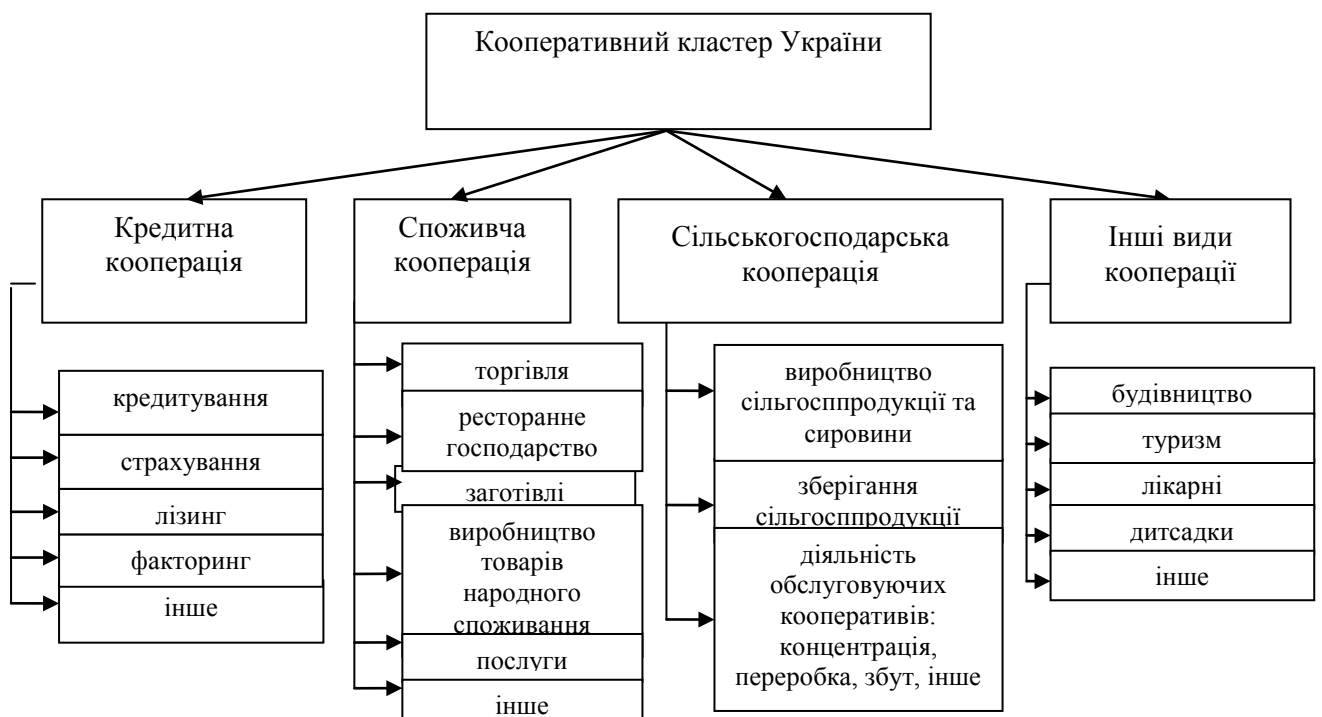 Кооперативний кластер України
Кредитна
кооперація
Споживча
кооперація
Сільськогосподарська
кооперація
Інші види
кооперації
кредитування
страхування
лізинг
факторинг
інше
торгівля
ресторанне
господарство
заготівлі
виробництво
товарів
народного
споживання
послуги
інше
виробництво
сільгосппродукції та
сировини
зберігання
сільгосппродукції
діяльність
обслуговуючих
кооперативів:
концентрація,
переробка, збут, інше
будівництво
туризм
лікарні
дитсадки
інше